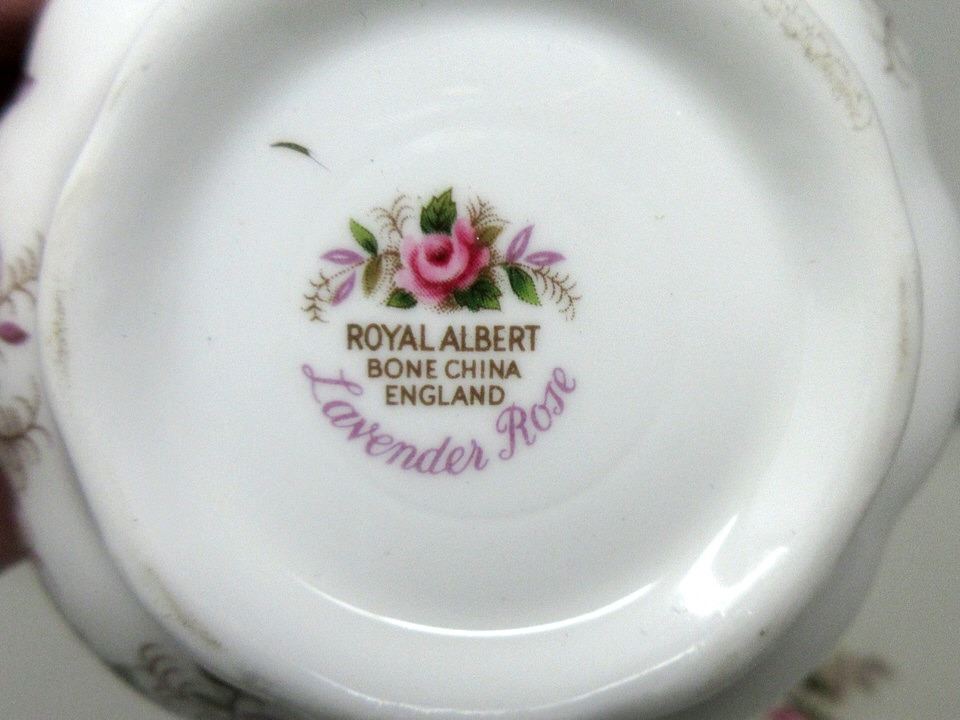 ROYAL ALBERT
BONE CHINA
ENGLAND
Lavender Rose